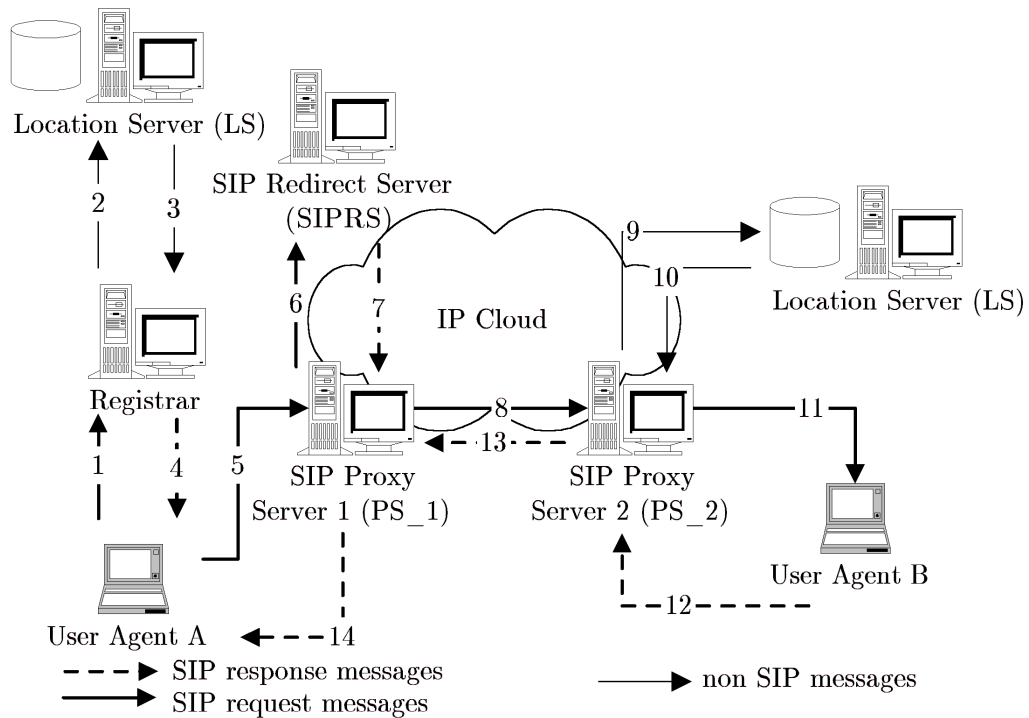 Location Server (LS)
SIP Redirect Server
(SIPRS)
2
3
9
10
Location Server (LS)
6
7
IP Cloud
Registrar
8
11
13
1
4
5
SIP Proxy
Server 1 (PS_1)
SIP Proxy
Server 2 (PS_2)
User Agent B
12
User Agent A
14
SIP response messages
SIP request messages
non SIP messages